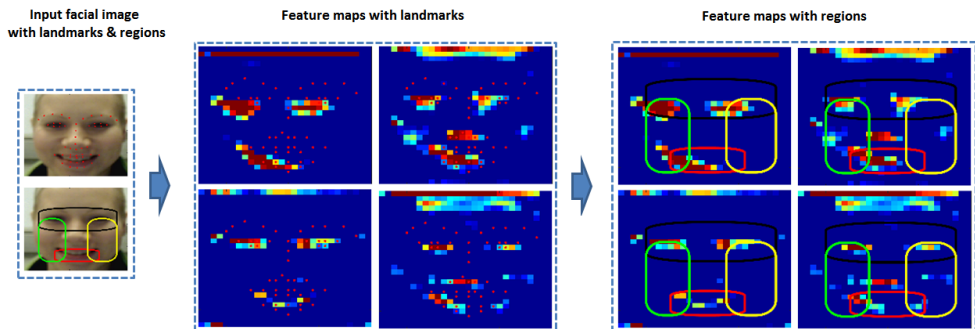 Input facial image
with landmarks & regions
Feature maps with landmarks
Feature maps with regions